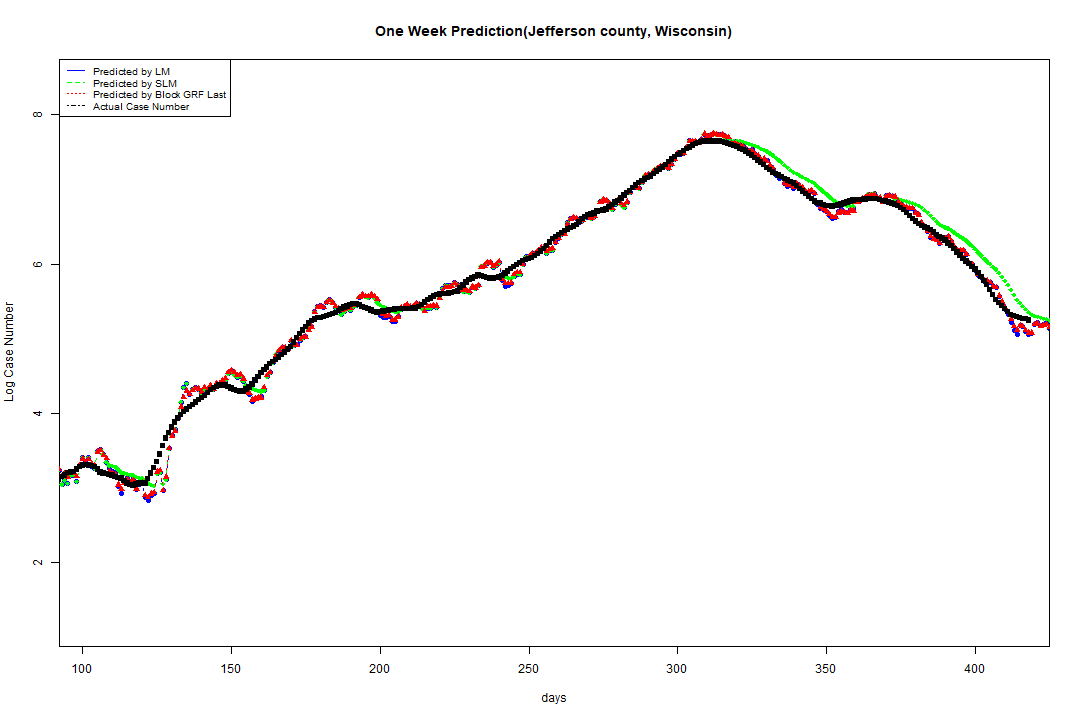 One Week Prediction(Jefferson county, Wisconsin)
Predicted by LM
Predicted by SLM
Predicted by Block GRF Last
Actual Case Number
Log Case Number
8
6
4
2
100 150 200 250 300 350 400
days